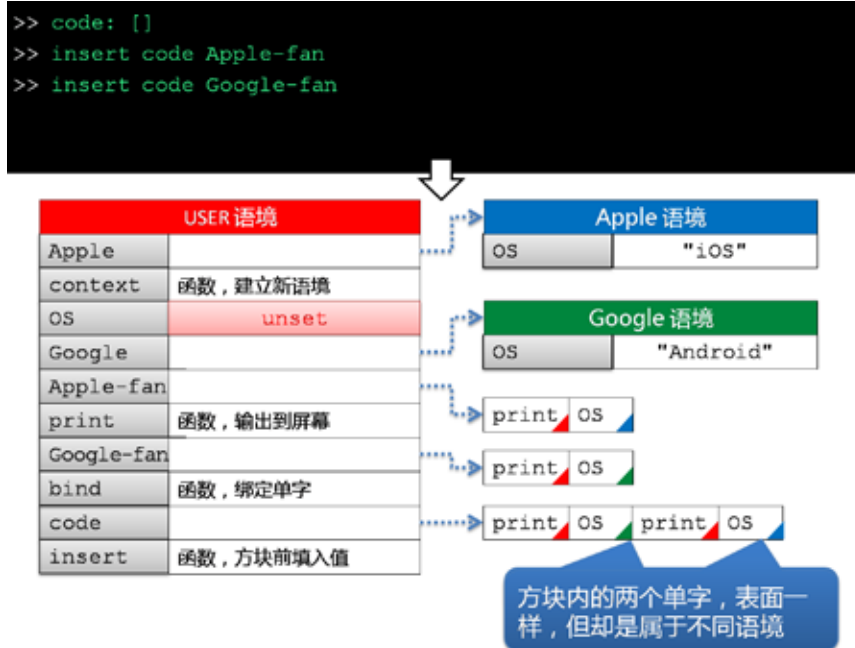 >> code: []
>> insert code Apple-fan
>> insert code Google-fan
USER 语境
Apple
context 函数，建立新语境
OS unset
Google
Apple-fan
print 函数，输出到屏幕
Google-fan
bind 函数，绑定单字
code
insert 函数，方块前填入值
Apple 语境
OS "iOS"
Google 语境
OS "Android"
print OS
print OS
print OS print OS
方块内的两个单字，表面一
样，但却是属于不同语境